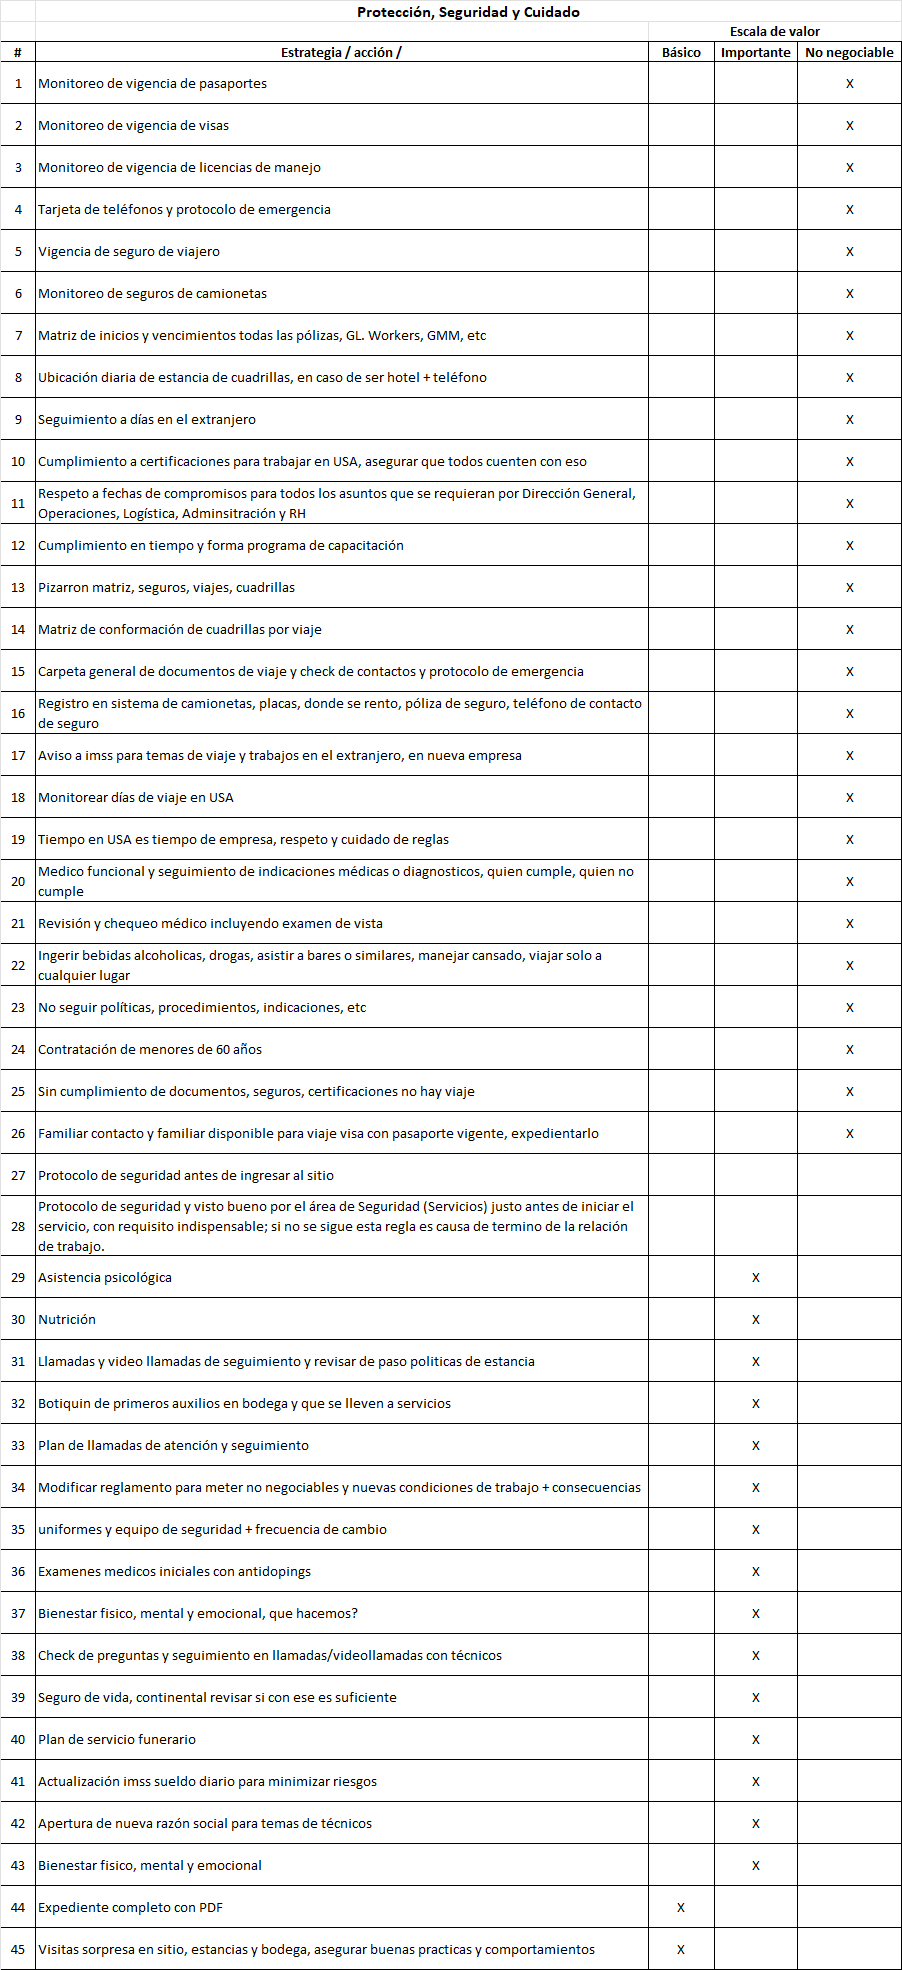 Protección, Seguridad y Cuidado
Escala de valor
# Estrategia / acción / Básico Importante No negociable
1 Monitoreo de vigencia de pasaportes X
2 Monitoreo de vigencia de visas X
3 Monitoreo de vigencia de licencias de manejo X
4 Tarjeta de teléfonos y protocolo de emergencia X
5 Vigencia de seguro de viajero X
6 Monitoreo de seguros de camionetas X
7 Matriz de inicios y vencimientos todas las pólizas, GL. Workers, GMM, etc X
8 Ubicación diaria de estancia de cuadrillas, en caso de ser hotel + teléfono X
9 Seguimiento a días en el extranjero X
10 Cumplimiento a certificaciones para trabajar en USA, asegurar que todos cuenten con eso X
11 Respeto a fechas de compromisos para todos los asuntos que se requieran por Dirección General,
Operaciones, Logística, Adminsitración y RH X
12 Cumplimiento en tiempo y forma programa de capacitación X
13 Pizarron matriz, seguros, viajes, cuadrillas X
14 Matriz de conformación de cuadrillas por viaje X
15 Carpeta general de documentos de viaje y check de contactos y protocolo de emergencia X
16 Registro en sistema de camionetas, placas, donde se rento, póliza de seguro, teléfono de contacto
de seguro X
17 Aviso a imss para temas de viaje y trabajos en el extranjero, en nueva empresa X
18 Monitorear días de viaje en USA X
19 Tiempo en USA es tiempo de empresa, respeto y cuidado de reglas X
20 Medico funcional y seguimiento de indicaciones médicas o diagnosticos, quien cumple, quien no
cumple X
21 Revisión y chequeo médico incluyendo examen de vista X
22 Ingerir bebidas alcoholicas, drogas, asistir a bares o similares, manejar cansado, viajar solo a
cualquier lugar X
23 No seguir políticas, procedimientos, indicaciones, etc X
24 Contratación de menores de 60 años X
25 Sin cumplimiento de documentos, seguros, certificaciones no hay viaje X
26 Familiar contacto y familiar disponible para viaje visa con pasaporte vigente, expedientarlo X
27 Protocolo de seguridad antes de ingresar al sitio
28 Protocolo de seguridad y visto bueno por el área de Seguridad (Servicios) justo antes de iniciar el
servicio, con requisito indispensable; si no se sigue esta regla es causa de termino de la relación
de trabajo.
29 Asistencia psicológica X
30 Nutrición X
31 Llamadas y video llamadas de seguimiento y revisar de paso politicas de estancia X
32 Botiquin de primeros auxilios en bodega y que se lleven a servicios X
33 Plan de llamadas de atención y seguimiento X
34 Modificar reglamento para meter no negociables y nuevas condiciones de trabajo + consecuencias X
35 uniformes y equipo de seguridad + frecuencia de cambio X
36 Examenes medicos iniciales con antidopings X
37 Bienestar fisico, mental y emocional, que hacemos? X
38 Check de preguntas y seguimiento en llamadas/videollamadas con técnicos X
39 Seguro de vida, continental revisar si con ese es suficiente X
40 Plan de servicio funerario X
41 Actualización imss sueldo diario para minimizar riesgos X
42 Apertura de nueva razón social para temas de técnicos X
43 Bienestar fisico, mental y emocional X
44 Expediente completo con PDF X
45 Visitas sorpresa en sitio, estancias y bodega, asegurar buenas practicas y comportamientos X